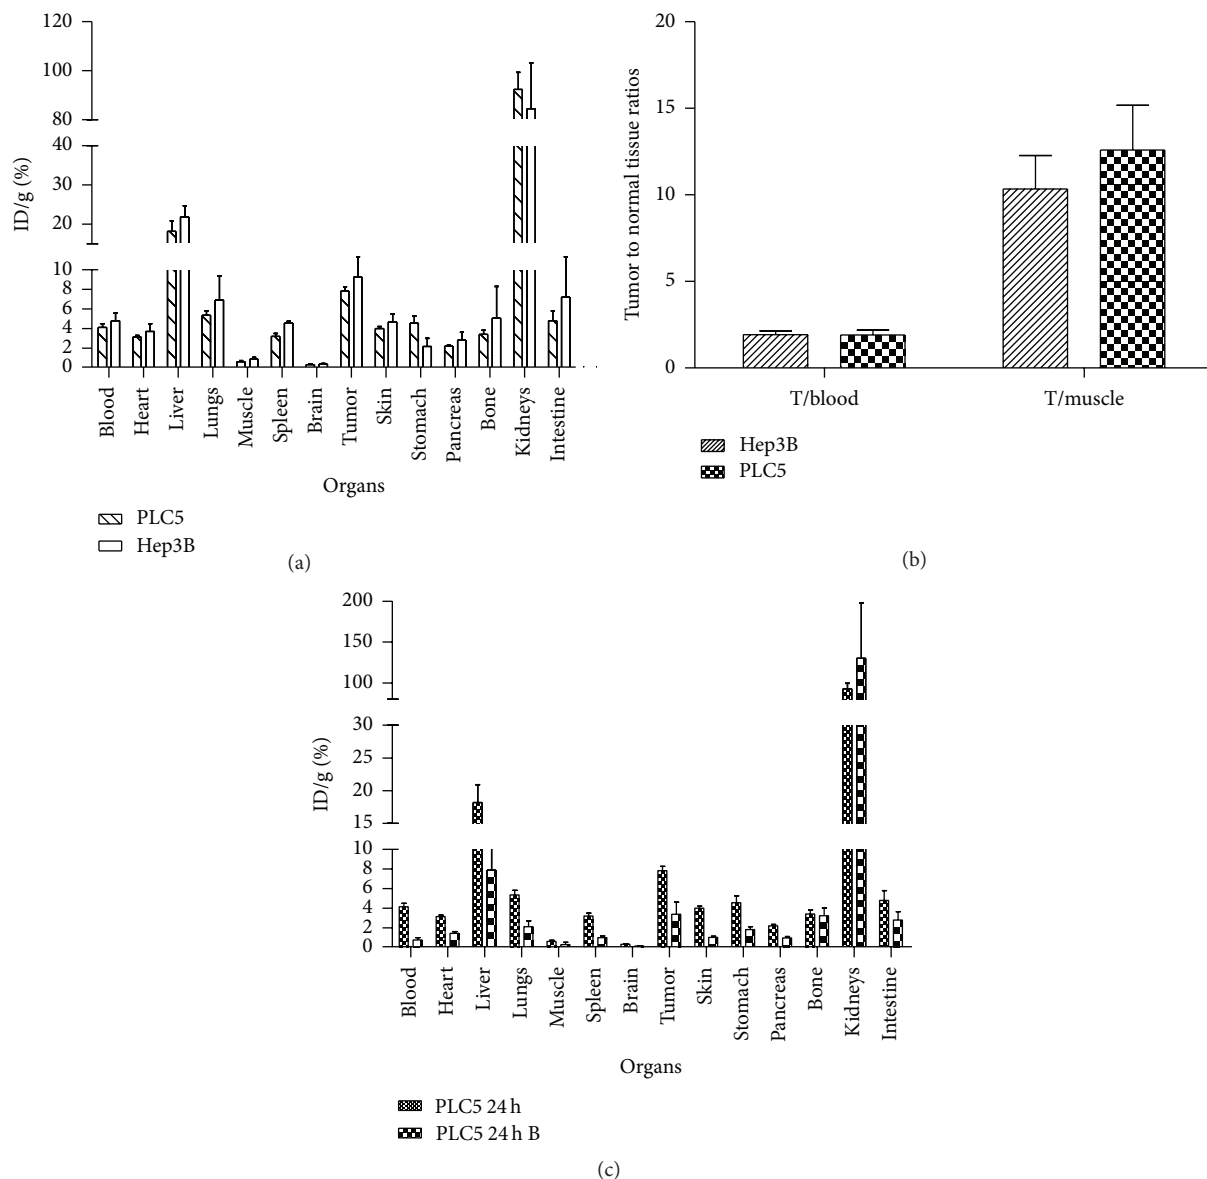 120
100
80
40
30
20
10
8
6
4
2
0
ID/g (%)
Blood
Heart
Liver
Lungs
Muscle
Spleen
Brain
Tumor
Skin
Stomach
Pancreas
Bone
Kidneys
Intestine
Organs
PLC5
Hep3B
(a)
20
15
10
5
0
Tumor to normal tissue ratios
T/blood
T/muscle
Hep3B
PLC5
(b)
200
150
100
30
25
20
15
10
8
6
4
2
0
ID/g (%)
Blood
Heart
Liver
Lungs
Muscle
Spleen
Brain
Tumor
Skin
Stomach
Pancreas
Bone
Kidneys
Intestine
Organs
PLC5 24 h
PLC5 24 h B
(c)